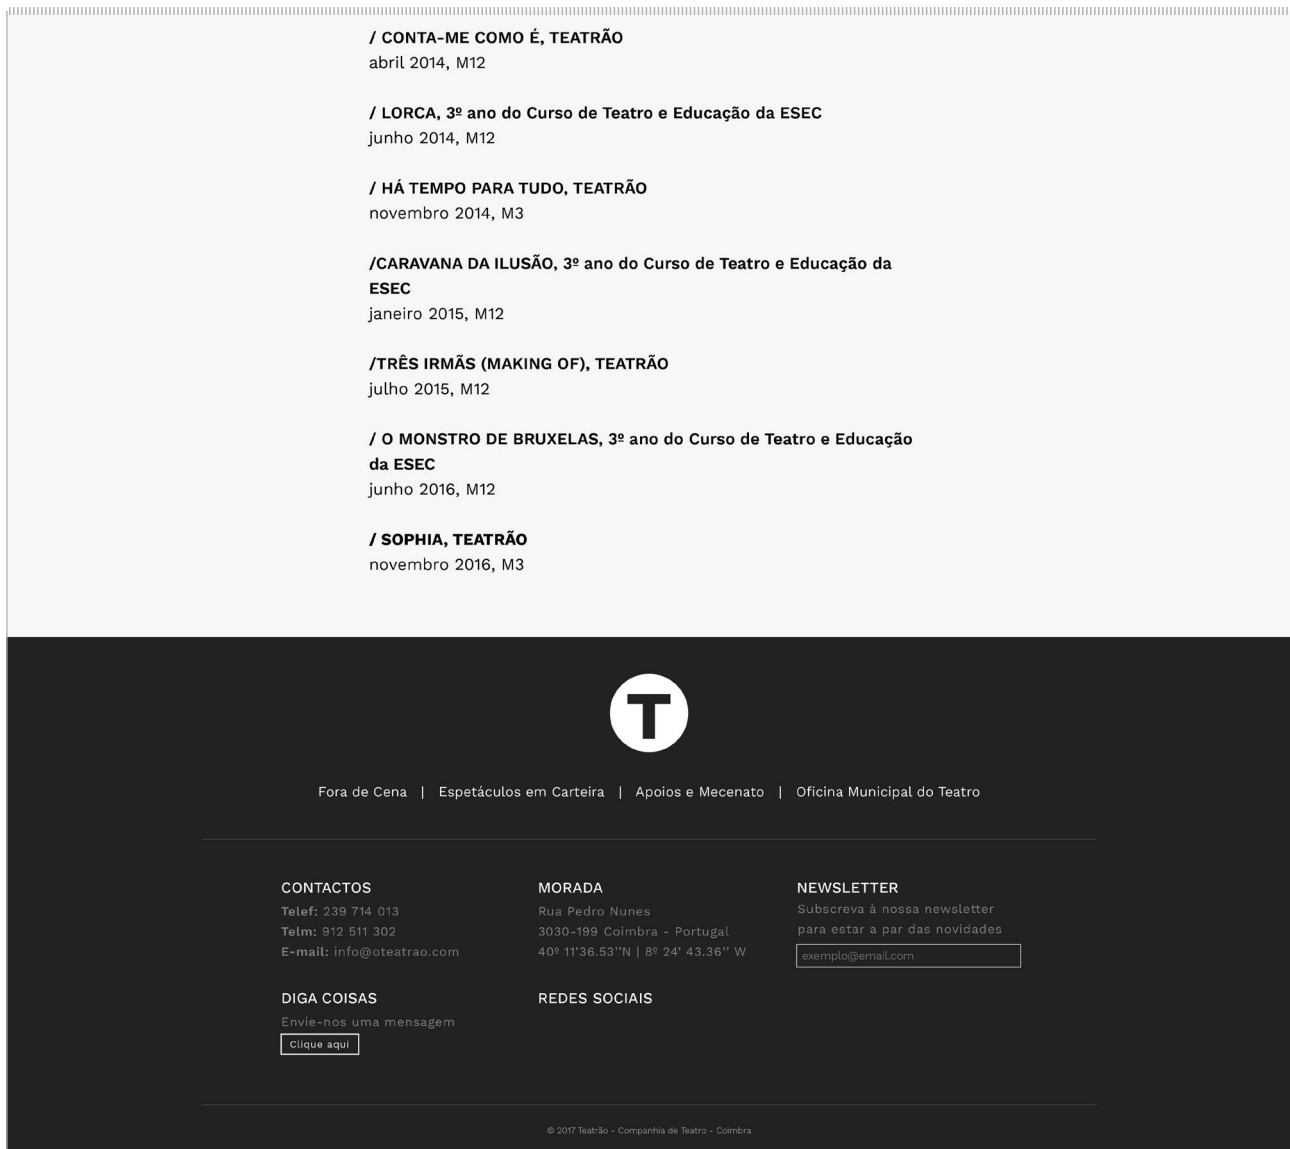 / CONTA-ME COMO É, TEATRÃO
abril 2014, M12
/ LORCA, 3º ano do Curso de Teatro e Educação da ESEC
junho 2014, M12
/ HÁ TEMPO PARA TUDO, TEATRÃO
novembro 2014, M3
/CARAVANA DA ILUSÃO, 3º ano do Curso de Teatro e Educação da
ESEC
janeiro 2015, M12
/TRÊS IRMÃS (MAKING OF), TEATRÃO
julho 2015, M12
/ O MONSTRO DE BRUXELAS, 3º ano do Curso de Teatro e Educação
da ESEC
junho 2016, M12
/ SOPHIA, TEATRÃO
novembro 2016, M3
T
Fora de Cena | Espetáculos em Carteira | Apoios e Mecenato | Oficina Municipal do Teatro
CONTACTOS
Telef: 239 714 013
Telm: 912 511 302
E-mail: info@oteatrao.com
MORADA
Rua Pedro Nunes
3030-199 Coimbra - Portugal
40º 11'36.53''N | 8º 24' 43.36'' W
NEWSLETTER
Subscreva à nossa newsletter
para estar a par das novidades
exemplo@email.com
DIGA COISAS
Envie-nos uma mensagem
Clique aqui
REDES SOCIAIS
© 2017 Teatrão - Companhia de Teatro - Coimbra